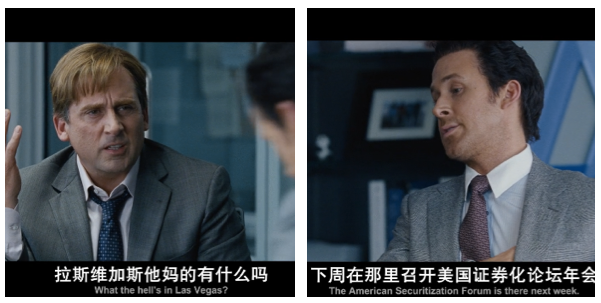 拉斯维加斯他妈的有什么吗
What the hell's in Las Vegas?
下周在那里召开美国证券化论坛年会
The American Securitization Forum is there next week.